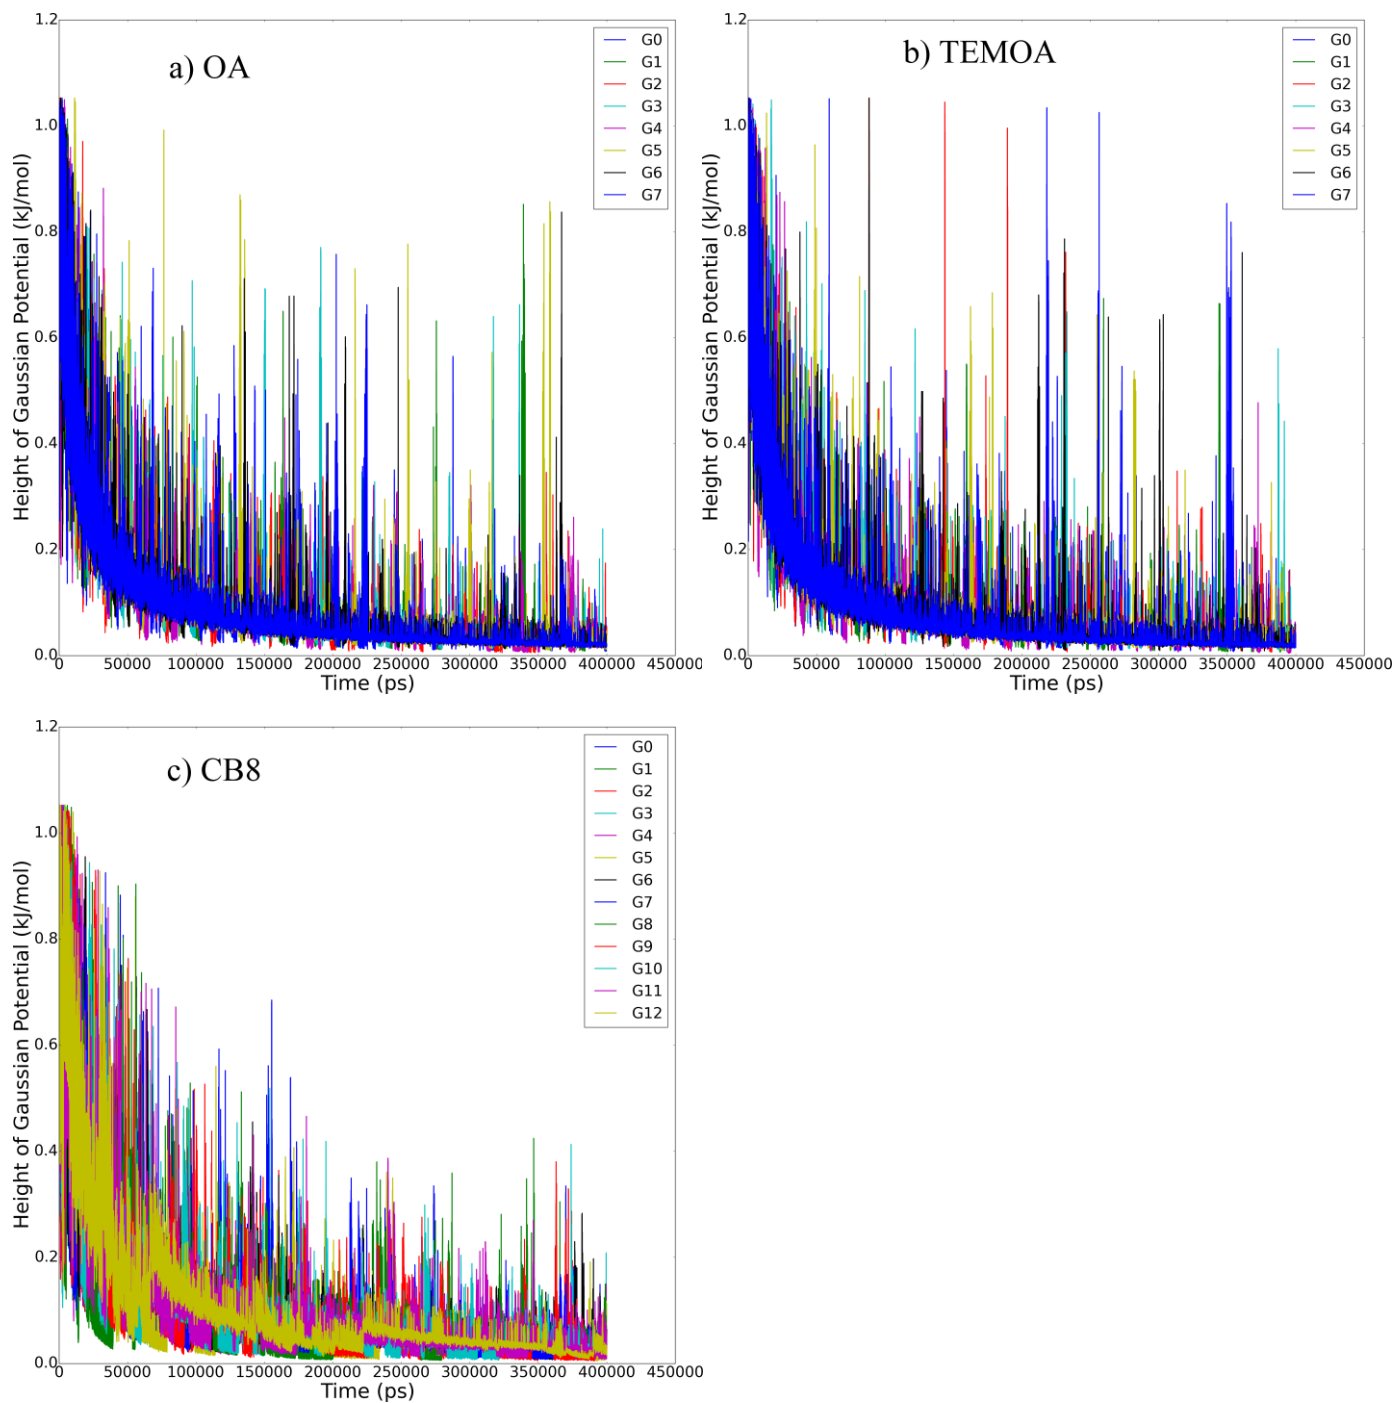 a) OA
Height of Gaussian Potential (kJ/mol)
1.2
1.0
0.8
0.6
0.4
0.2
0.0
0 50000 100000 150000 200000 250000 300000 350000 400000 450000
Time (ps)
G0
G1
G2
G3
G4
G5
G6
G7
b) TEMOA
Height of Gaussian Potential (kJ/mol)
1.2
1.0
0.8
0.6
0.4
0.2
0.0
0 50000 100000 150000 200000 250000 300000 350000 400000 450000
Time (ps)
G0
G1
G2
G3
G4
G5
G6
G7
c) CB8
Height of Gaussian Potential (kJ/mol)
1.2
1.0
0.8
0.6
0.4
0.2
0.0
0 50000 100000 150000 200000 250000 300000 350000 400000 450000
Time (ps)
G0
G1
G2
G3
G4
G5
G6
G7
G8
G9
G10
G11
G12